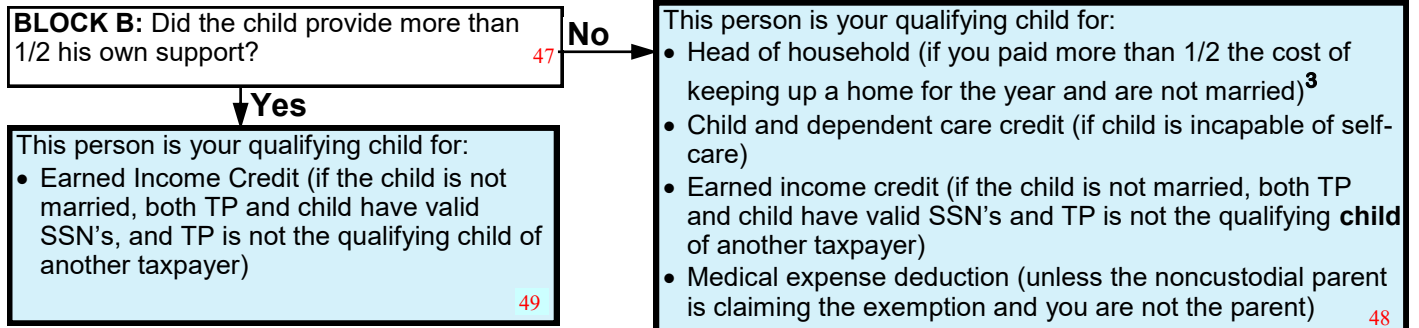 BLOCK B: Did the child provide more than
1/2 his own support?
47
No
Yes
This person is your qualifying child for:
• Earned Income Credit (if the child is not
married, both TP and child have valid
SSN's, and TP is not the qualifying child of
another taxpayer)
49
This person is your qualifying child for:
• Head of household (if you paid more than 1/2 the cost of
keeping up a home for the year and are not married)3
• Child and dependent care credit (if child is incapable of self-
care)
• Earned income credit (if the child is not married, both TP
and child have valid SSN's and TP is not the qualifying child
of another taxpayer)
• Medical expense deduction (unless the noncustodial parent
is claiming the exemption and you are not the parent)
48